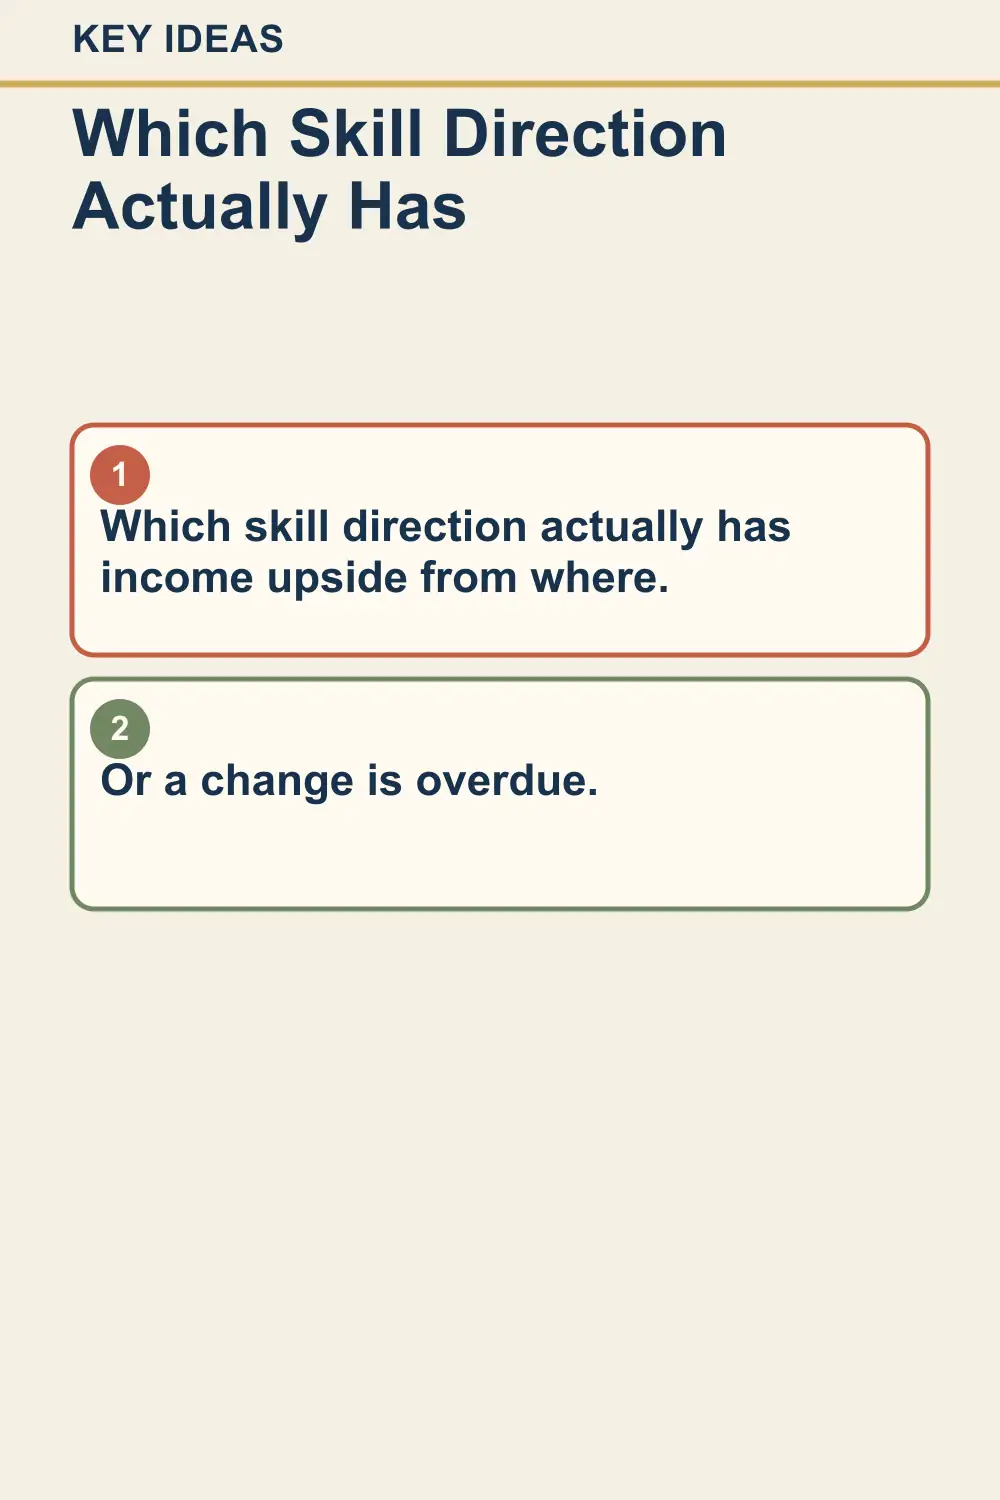 KEY IDEAS
Which Skill Direction
Actually Has
1
Which skill direction actually has
income upside from where.
2
Or a change is overdue.